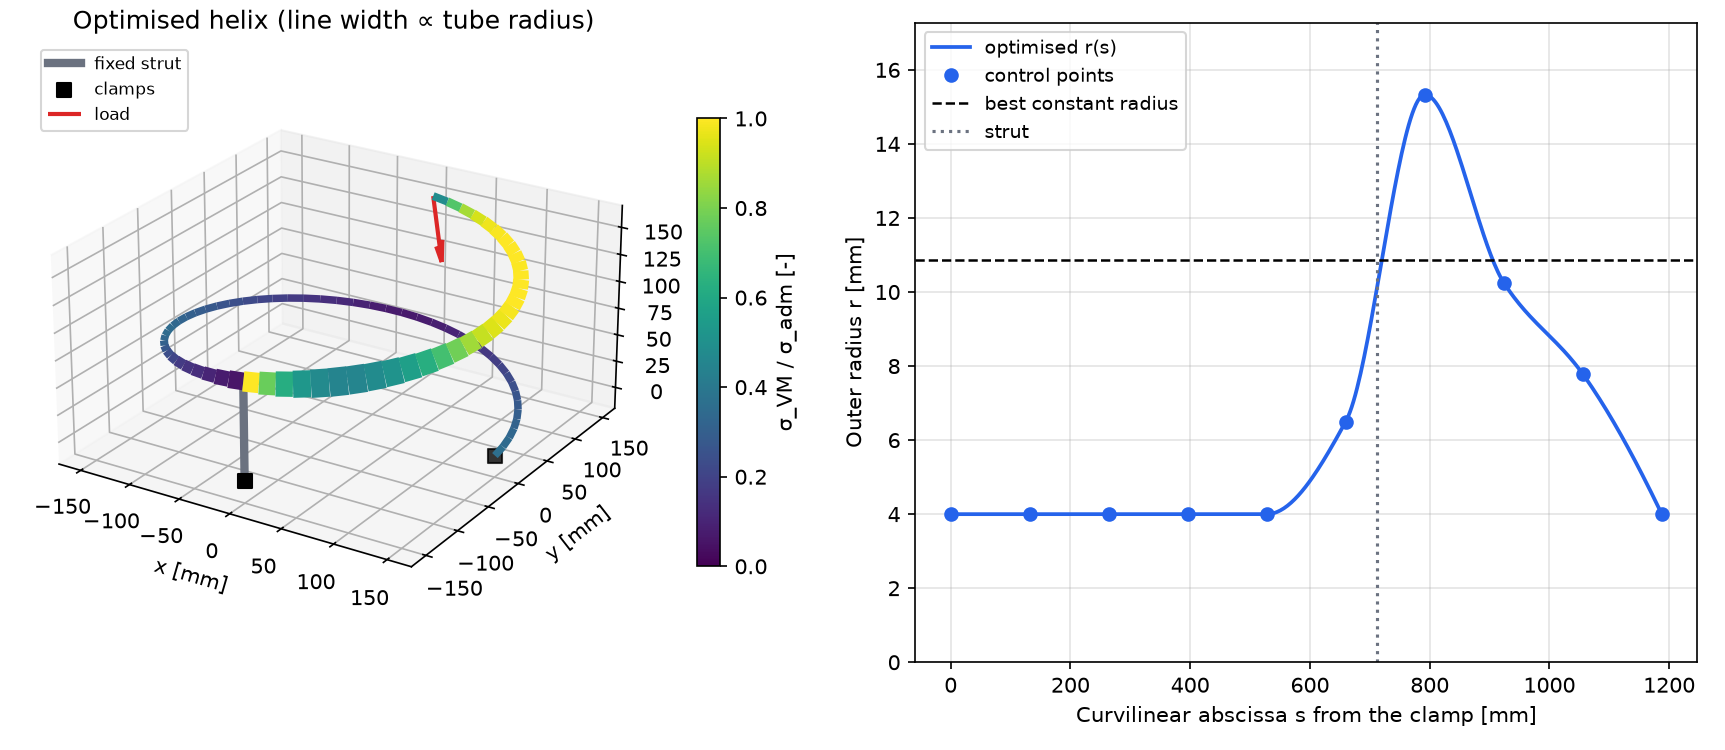 Optimised helix (line width ∝ tube radius)
fixed strut
clamps
load
150
125
100
75
50
25
0
−150
−100
−50
0
50
100
150
x [mm]
150
100
50
0
−50
−100
−150
y [mm]
1.0
0.8
0.6
0.4
0.2
0.0
σ_VM / σ_adm [-]
optimised r(s)
control points
best constant radius
strut
16
14
12
10
8
6
4
2
0
Outer radius r [mm]
0 200 400 600 800 1000 1200
Curvilinear abscissa s from the clamp [mm]